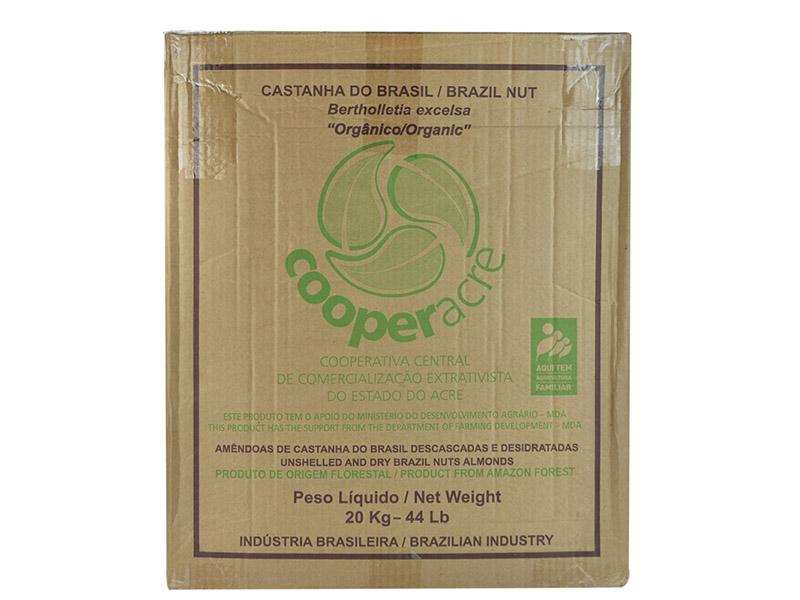 CASTANHA DO BRASIL / BRAZIL NUT
Bertholletia excelsa
“Orgânico/Organic”
cooperacre
COOPERATIVA CENTRAL
DE COMERCIALIZAÇÃO EXTRATIVISTA
DO ESTADO DO ACRE
AQUI TEM
AGRICULTURA
FAMILIAR
ESTE PRODUTO TEM O APOIO DO MINISTÉRIO DO DESENVOLVIMENTO AGRÁRIO – MDA
THIS PRODUCT HAS THE SUPPORT FROM THE DEPARTMENT OF FARMING DEVELOPMENT – MDA
AMÊNDOAS DE CASTANHA DO BRASIL DESCASCADAS E DESIDRATADAS
UNSHELLED AND DRY BRAZIL NUTS ALMONDS
PRODUTO DE ORIGEM FLORESTAL / PRODUCT FROM AMAZON FOREST
Peso Líquido / Net Weight
20 Kg – 44 Lb
INDÚSTRIA BRASILEIRA / BRAZILIAN INDUSTRY